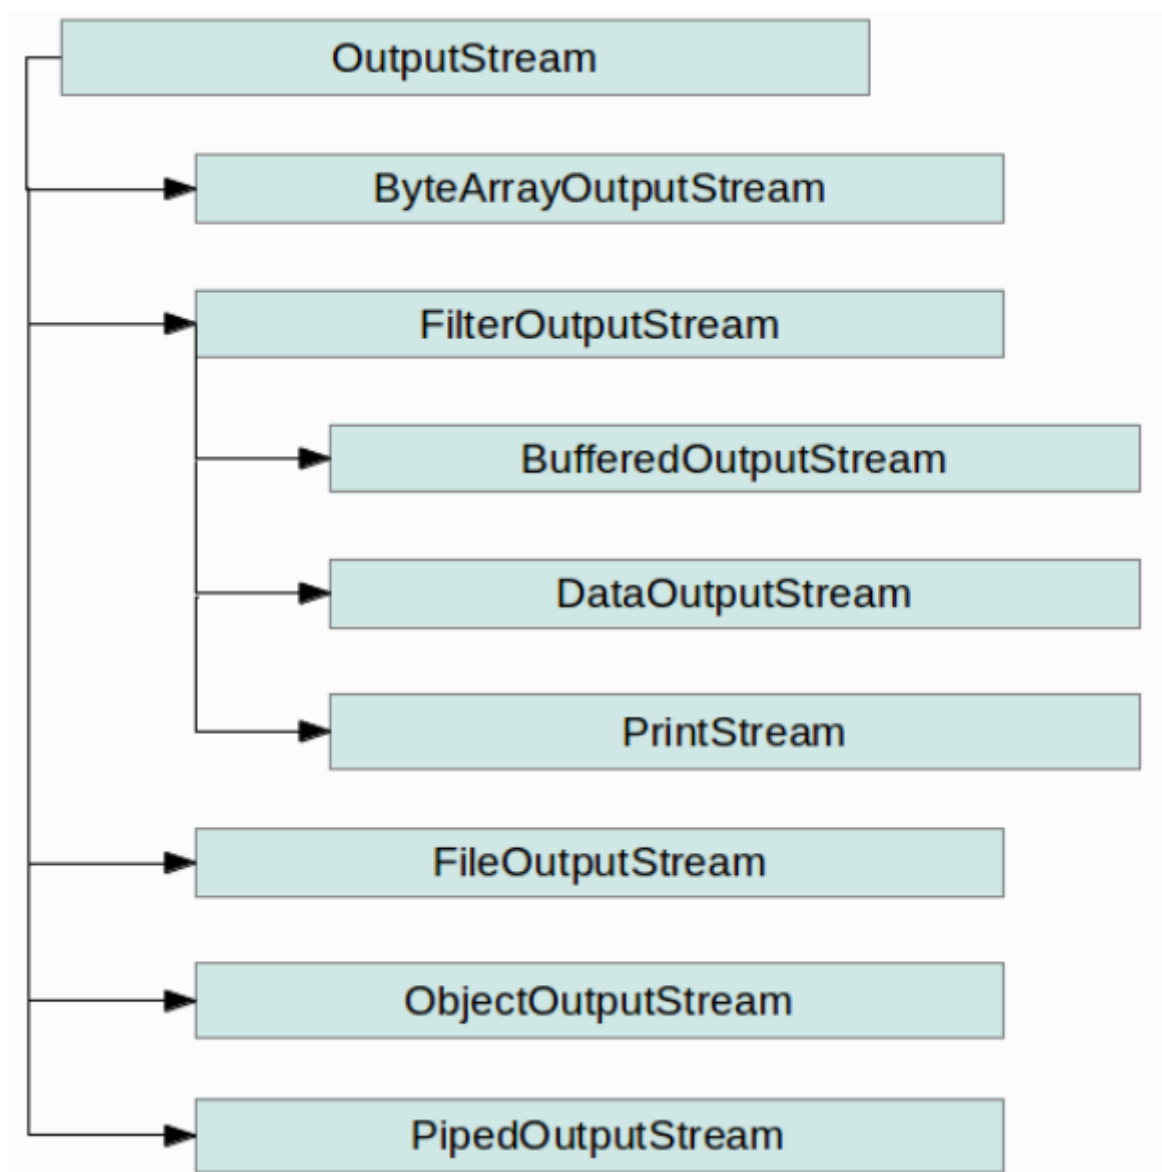 OutputStream
ByteArrayOutputStream
FilterOutputStream
BufferedOutputStream
DataOutputStream
PrintStream
FileOutputStream
ObjectOutputStream
PipedOutputStream